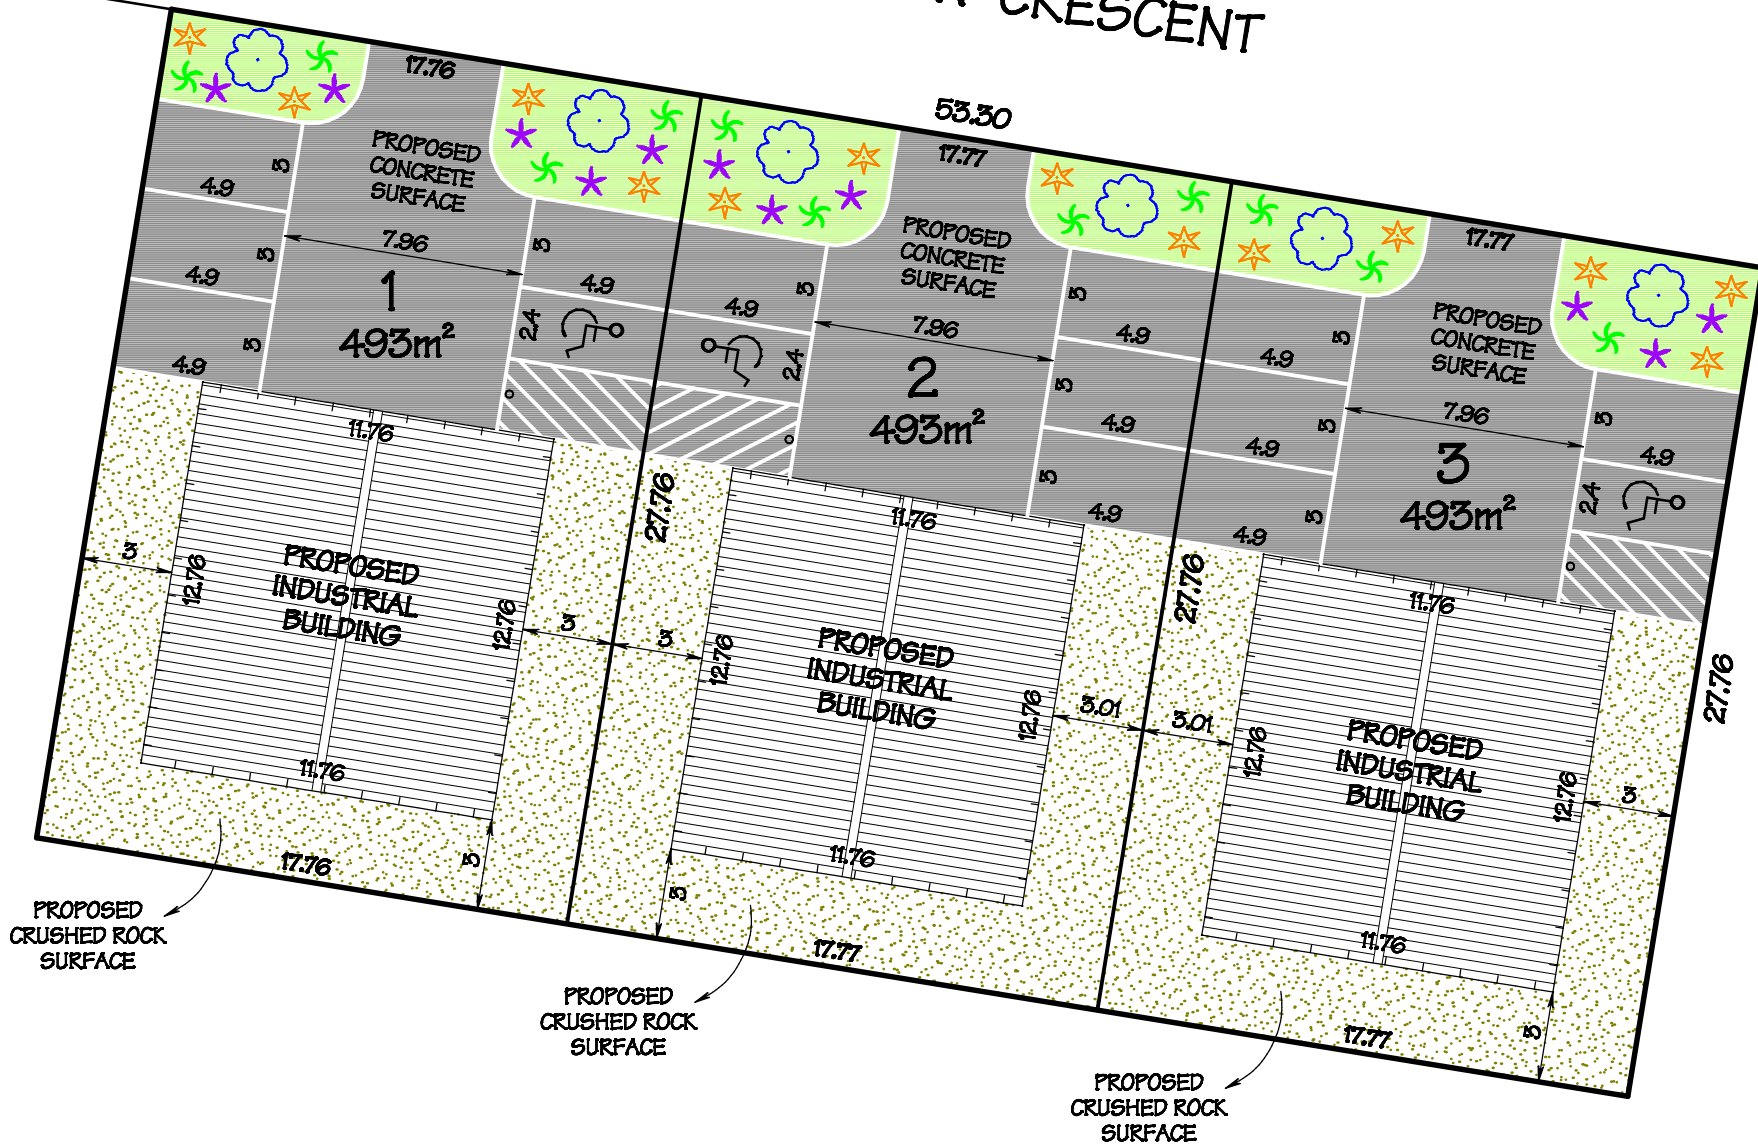 CRESCENT
53.30
17.76
17.77
17.77
PROPOSED
CONCRETE
SURFACE
PROPOSED
CONCRETE
SURFACE
PROPOSED
CONCRETE
SURFACE
4.9
5
4.9
5
4.9
5
7.96
1
493m²
5
4.9
2.4
4.9
5
2.4
7.96
2
493m²
5
4.9
5
4.9
5
4.9
4.9
5
4.9
5
4.9
5
7.96
3
493m²
5
4.9
2.4
11.76
27.76
11.76
27.76
11.76
27.76
3
12.76
PROPOSED
INDUSTRIAL
BUILDING
12.76
3
3
12.76
PROPOSED
INDUSTRIAL
BUILDING
12.76
3.01
3.01
12.76
PROPOSED
INDUSTRIAL
BUILDING
12.76
3
11.76
5
17.76
11.76
5
17.77
11.76
5
17.77
PROPOSED
CRUSHED ROCK
SURFACE
PROPOSED
CRUSHED ROCK
SURFACE
PROPOSED
CRUSHED ROCK
SURFACE